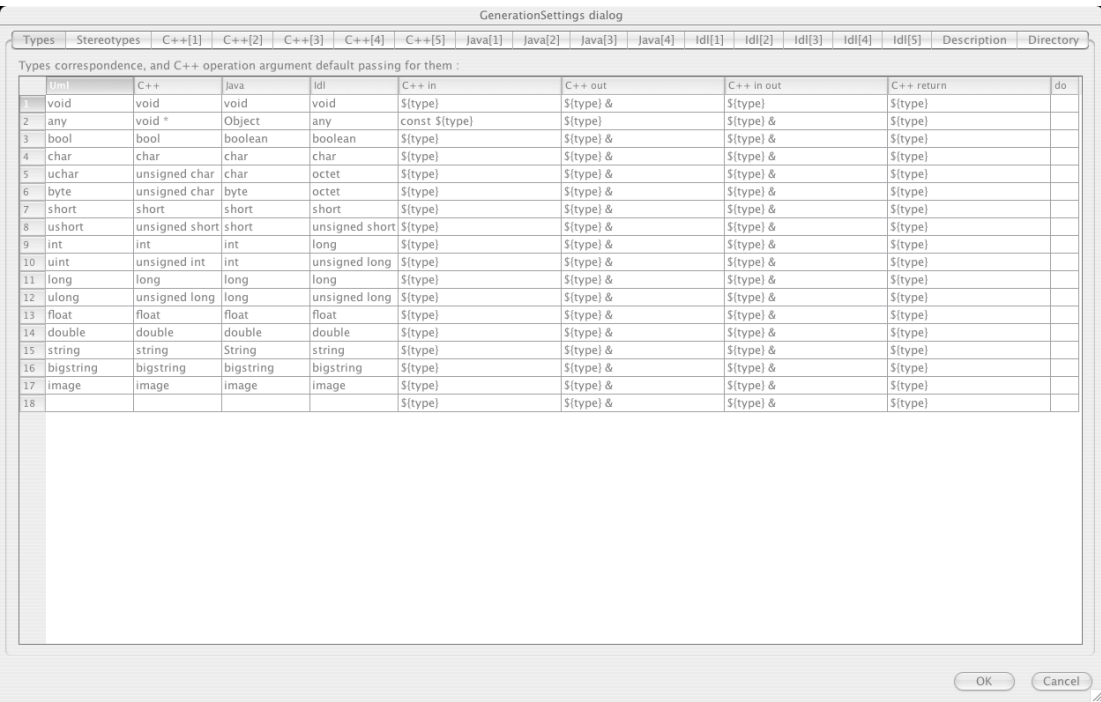 GenerationSettings dialog
Types Stereotypes C++[1] C++[2] C++[3] C++[4] C++[5] Java[1] Java[2] Java[3] Java[4] Idl[1] Idl[2] Idl[3] Idl[4] Idl[5] Description Directory
Types correspondence, and C++ operation argument default passing for them :
Uml C++ Java Idl C++ in C++ out C++ in out C++ return do
1 void void void void ${type} ${type} & ${type} ${type}
2 any void * Object any const ${type} ${type} ${type} & ${type}
3 bool bool boolean boolean ${type} ${type} & ${type} & ${type}
4 char char char char ${type} ${type} & ${type} & ${type}
5 uchar unsigned char char octet ${type} ${type} & ${type} & ${type}
6 byte unsigned char byte octet ${type} ${type} & ${type} & ${type}
7 short short short short ${type} ${type} & ${type} & ${type}
8 ushort unsigned short short unsigned short ${type} ${type} & ${type} & ${type}
9 int int int long ${type} ${type} & ${type} & ${type}
10 uint unsigned int int unsigned long ${type} ${type} & ${type} & ${type}
11 long long long long ${type} ${type} & ${type} & ${type}
12 ulong unsigned long long unsigned long ${type} ${type} & ${type} & ${type}
13 float float float float ${type} ${type} & ${type} & ${type}
14 double double double double ${type} ${type} & ${type} & ${type}
15 string string String string ${type} ${type} & ${type} & ${type}
16 bigstring bigstring bigstring bigstring ${type} ${type} & ${type} & ${type}
17 image image image image ${type} ${type} & ${type} & ${type}
18 ${type} ${type} & ${type} & ${type}
OK Cancel